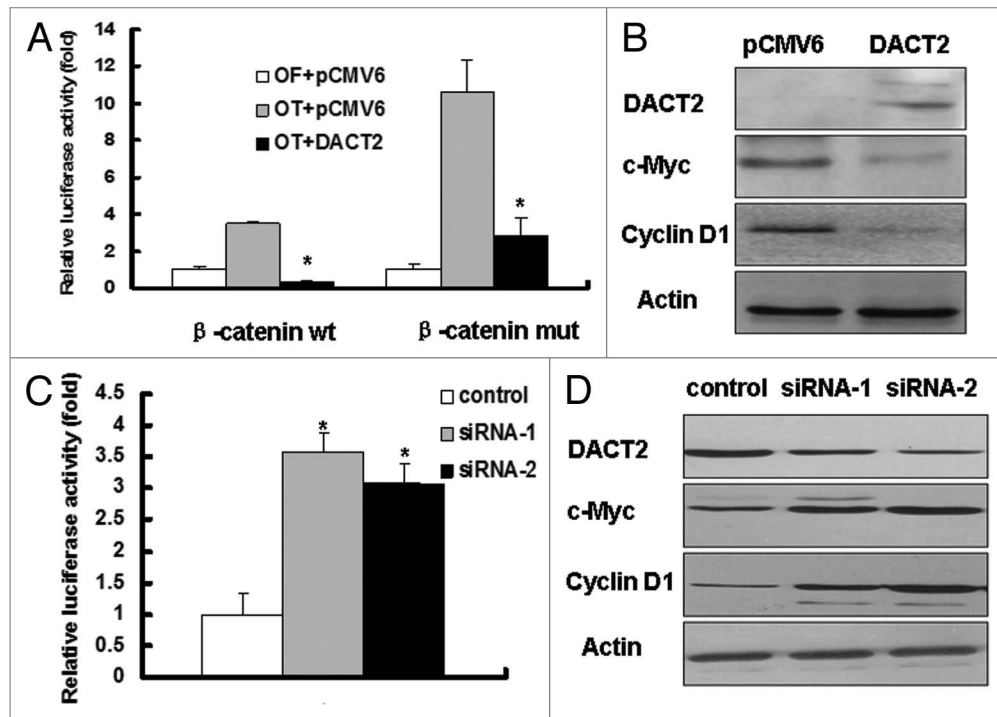 A
Relative luciferase activity (fold)
14
12
10
8
6
4
2
0
OF+pCMV6
OT+pCMV6
OT+DACT2
*
*
β-catenin wt
β-catenin mut
B
pCMV6 DACT2
DACT2
c-Myc
Cyclin D1
Actin
C
Relative luciferase activity (fold)
4.5
4
3.5
3
2.5
2
1.5
1
0.5
0
control
siRNA-1
siRNA-2
*
*
D
control siRNA-1 siRNA-2
DACT2
c-Myc
Cyclin D1
Actin